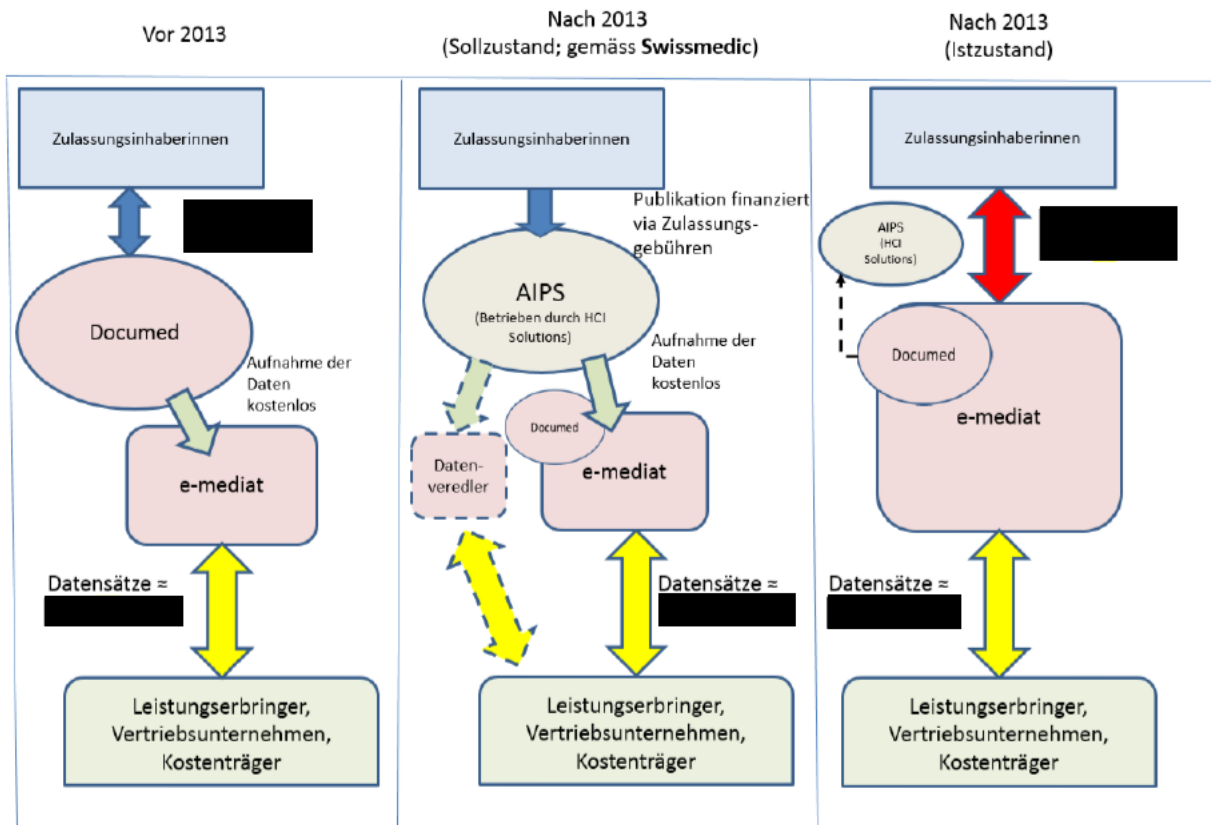 Vor 2013
Nach 2013
(Sollzustand; gemäss Swissmedic)
Nach 2013
(Istzustand)
Zulassungsinhaberinnen
Documed
Aufnahme der
Daten
kostenlos
e-mediat
Datensätze ≈
Leistungserbringer,
Vertriebsunternehmen,
Kostenträger
Zulassungsinhaberinnen
Publikation finanziert
via Zulassungs-
gebühren
AIPS
(Betrieben durch HCI
Solutions)
Aufnahme der
Daten
kostenlos
Documed
Daten-
veredler
e-mediat
Datensätze ≈
Leistungserbringer,
Vertriebsunternehmen,
Kostenträger
Zulassungsinhaberinnen
AIPS
(HCI
Solutions)
Documed
e-mediat
Datensätze ≈
Leistungserbringer,
Vertriebsunternehmen,
Kostenträger